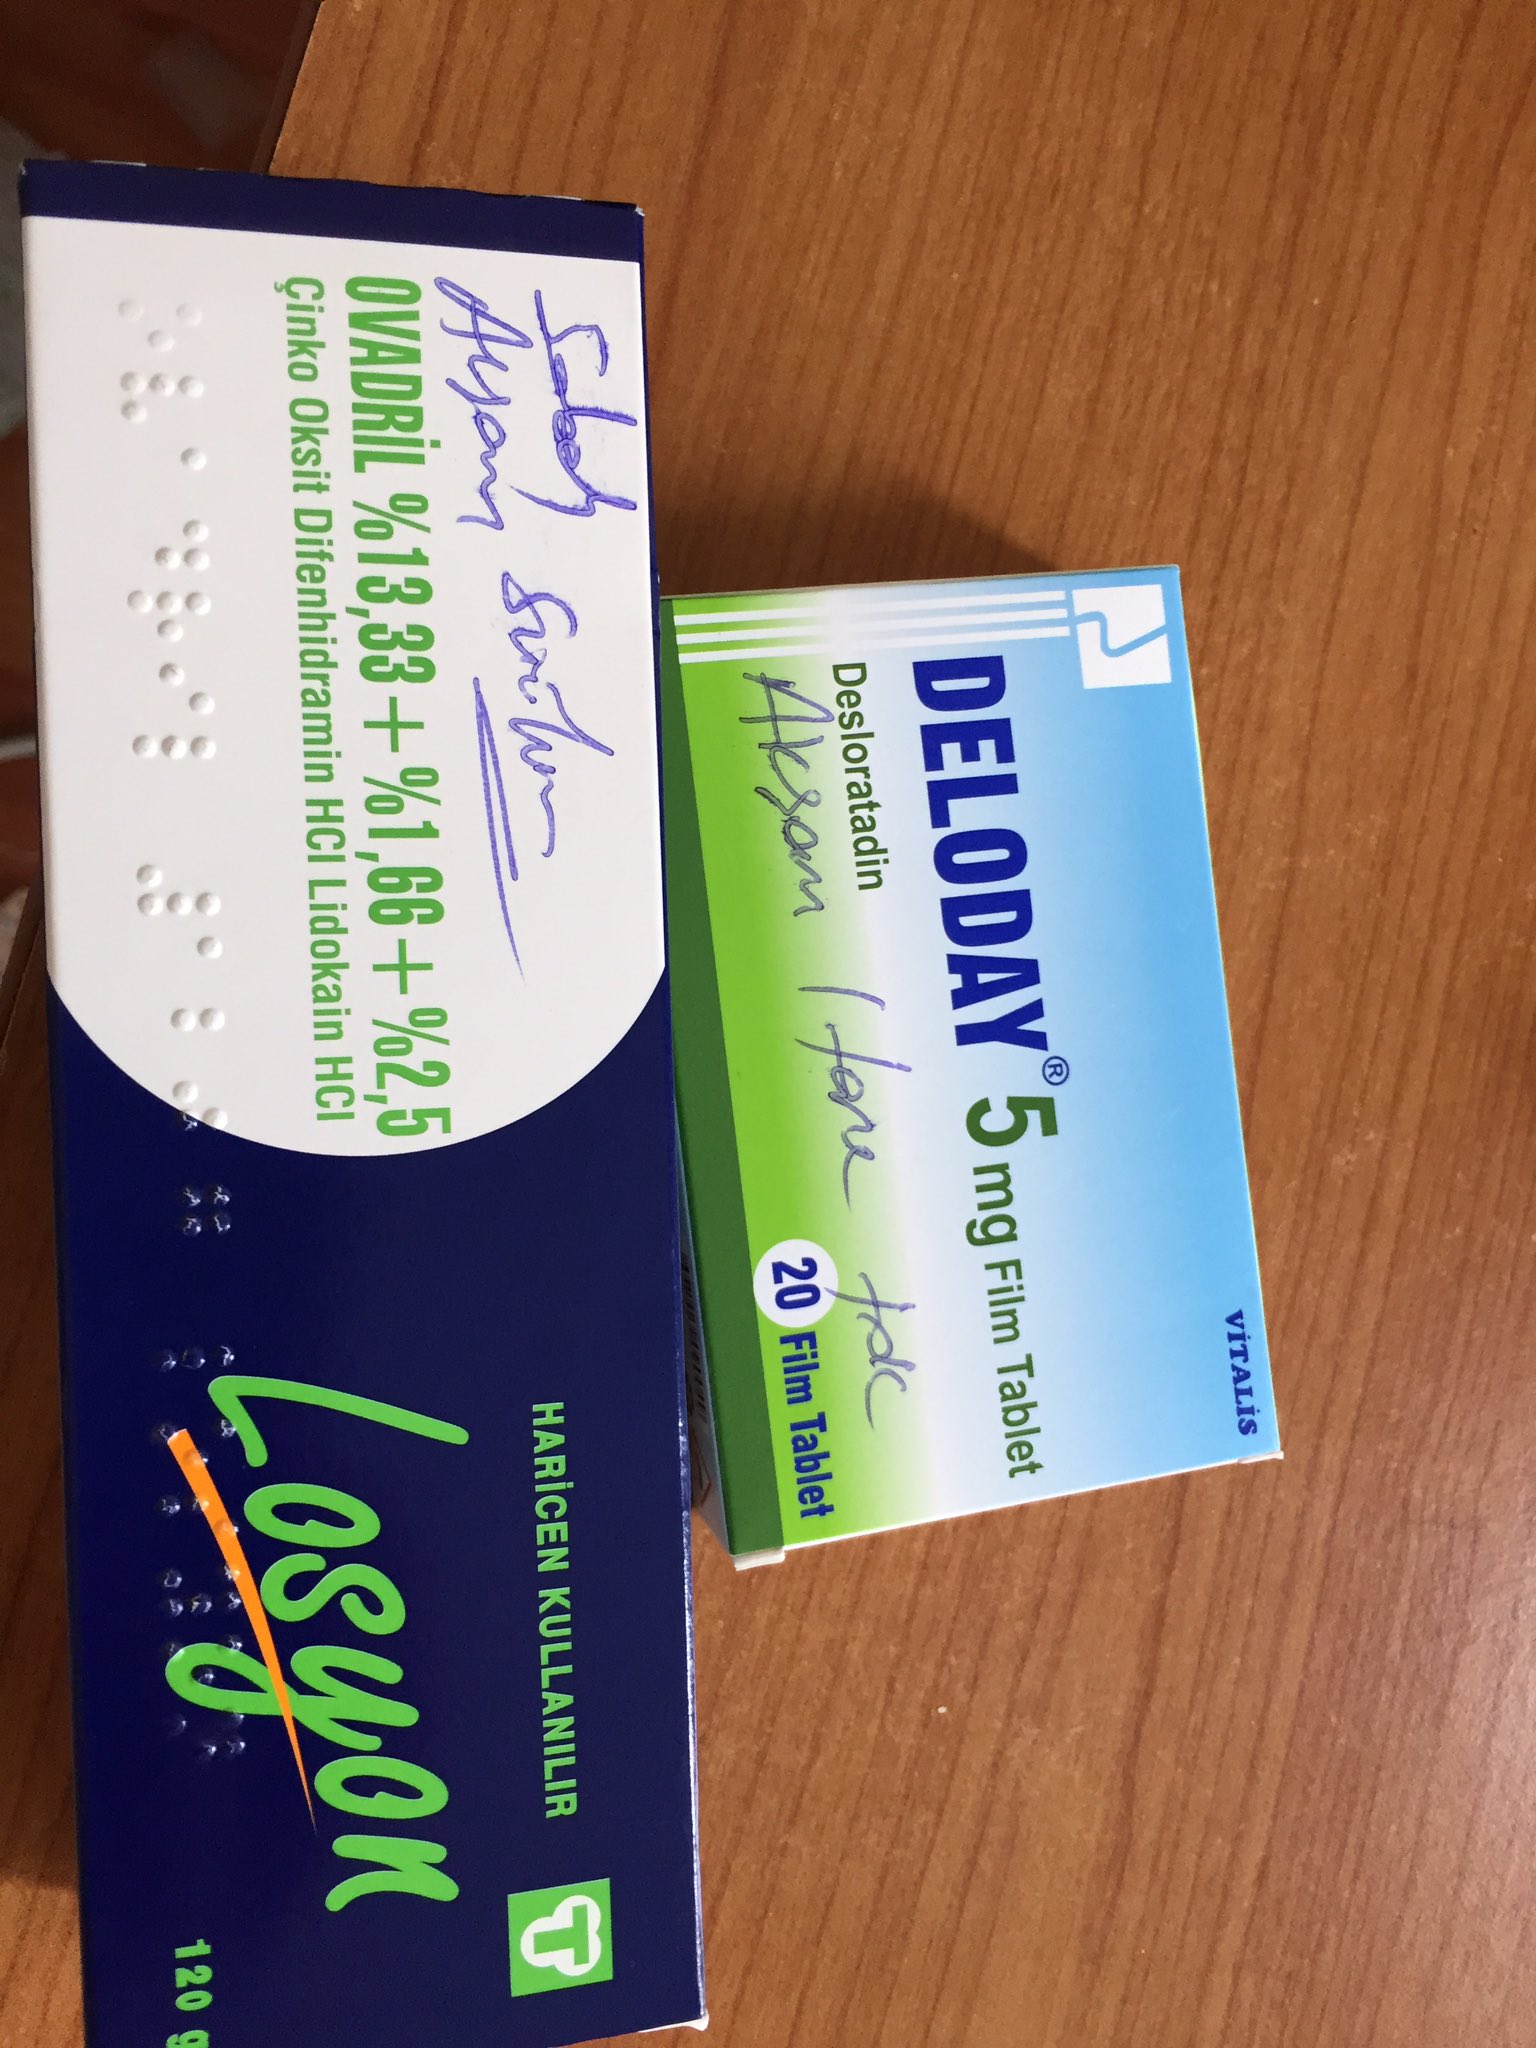 Sabah
Akşam sürülür
OVADRİL %13,33+%1,66+%2,5
Çinko Oksit Difenhidramin HCl Lidokain HCl
HARİCEN KULLANILIR
Losyon
120 g
VİTALİS
DELODAY® 5 mg Film Tablet
Desloratadin
Akşam 1 tane tok
20 Film Tablet